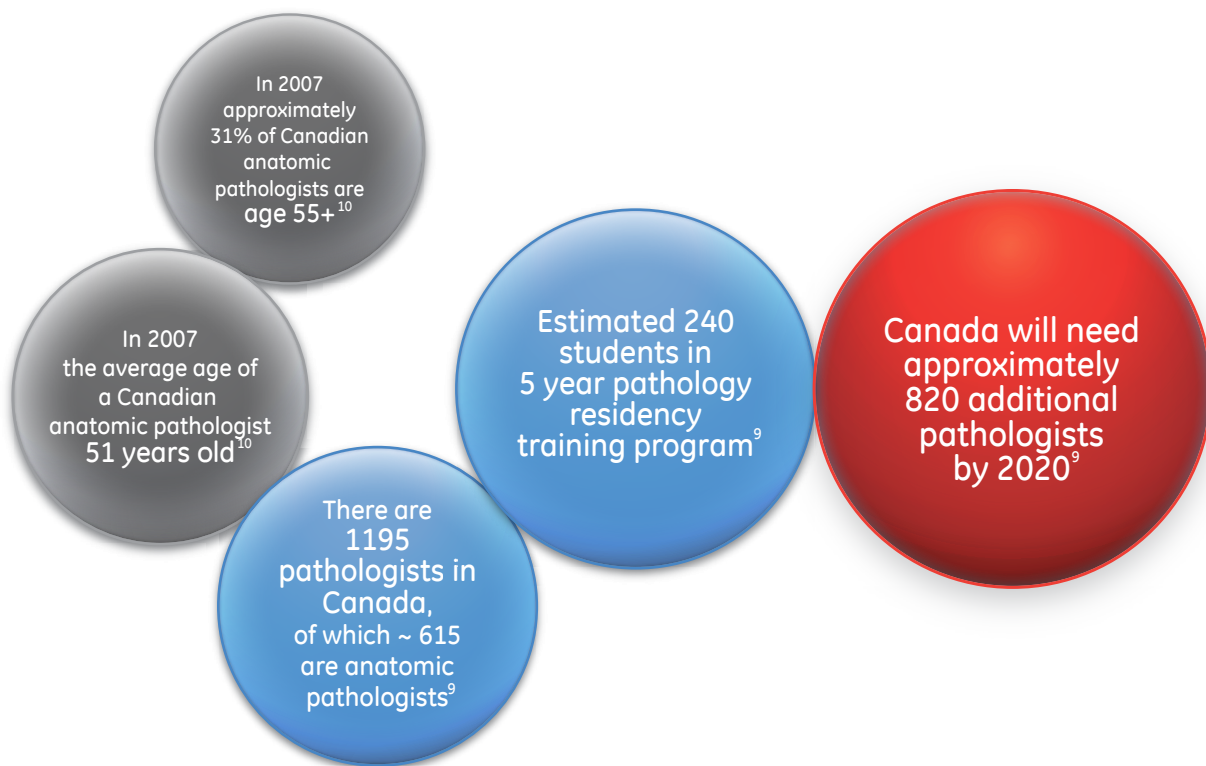 In 2007
approximately
31% of Canadian
anatomic
pathologists are
age 55+¹⁰
In 2007
the average age of
a Canadian
anatomic pathologist
51 years old¹⁰
There are
1195
pathologists in
Canada,
of which ~ 615
are anatomic
pathologists⁹
Estimated 240
students in
5 year pathology
residency
training program⁹
Canada will need
approximately
820 additional
pathologists
by 2020⁹